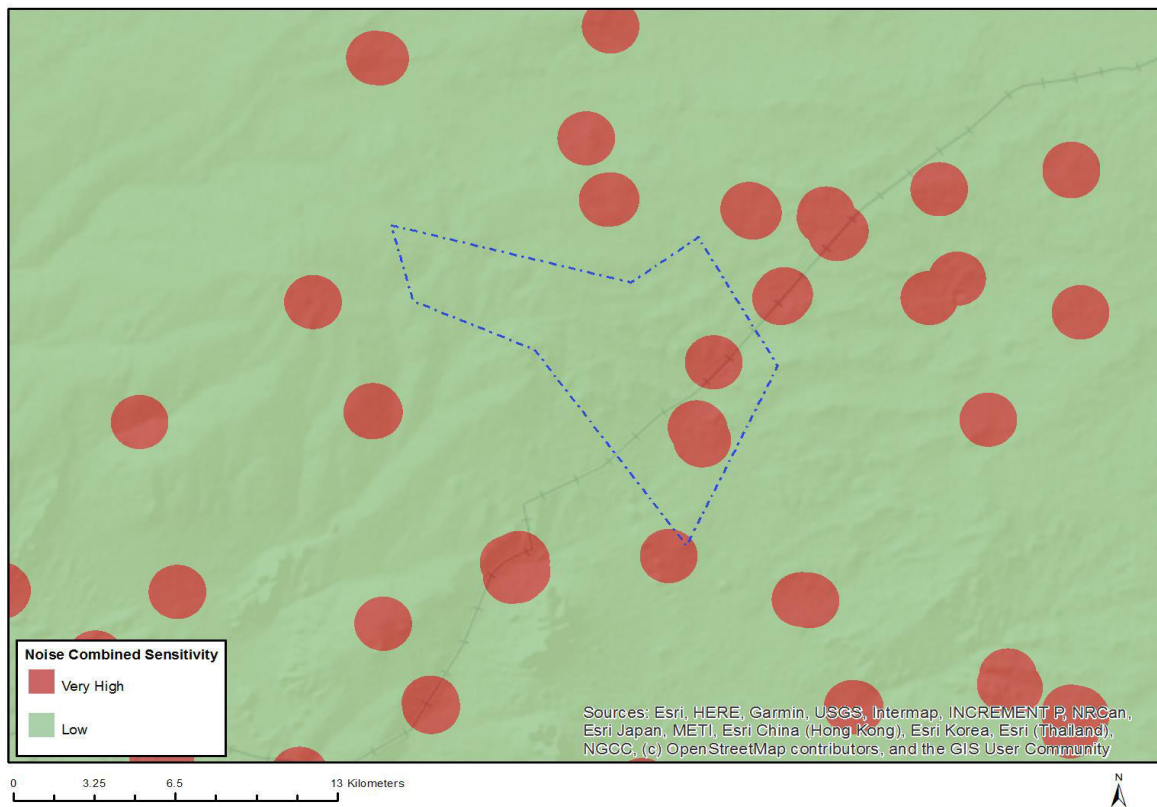 Noise Combined Sensitivity
Very High
Low
Sources: Esri, HERE, Garmin, USGS, Intermap, INCREMENT P, NRCan,
Esri Japan, METI, Esri China (Hong Kong), Esri Korea, Esri (Thailand),
NGCC, (c) OpenStreetMap contributors, and the GIS User Community
0 3.25 6.5 13 Kilometers
N